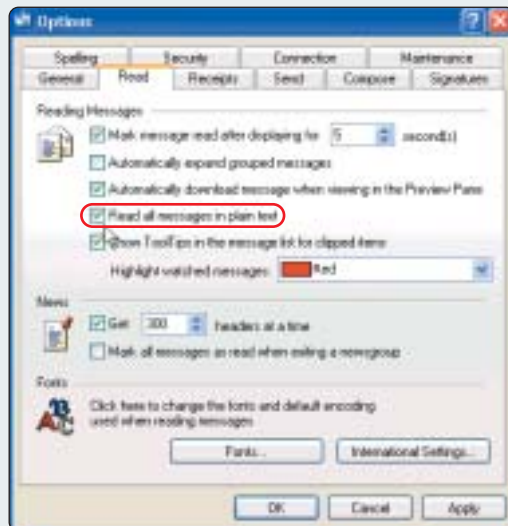 Options
Spelling Security Connection Maintenance
General Read Receipts Send Compose Signatures
Reading Messages
Mark message read after displaying for 5 second(s)
Automatically expand grouped messages
Automatically download message when viewing in the Preview Pane
Read all messages in plain text
Show ToolTips in the message list for clipped items
Highlight watched messages: Red
News
Get 300 headers at a time
Mark all messages as read when exiting a newsgroup
Fonts
Click here to change the fonts and default encoding
used when reading messages
Fonts... International Settings...
OK Cancel Apply